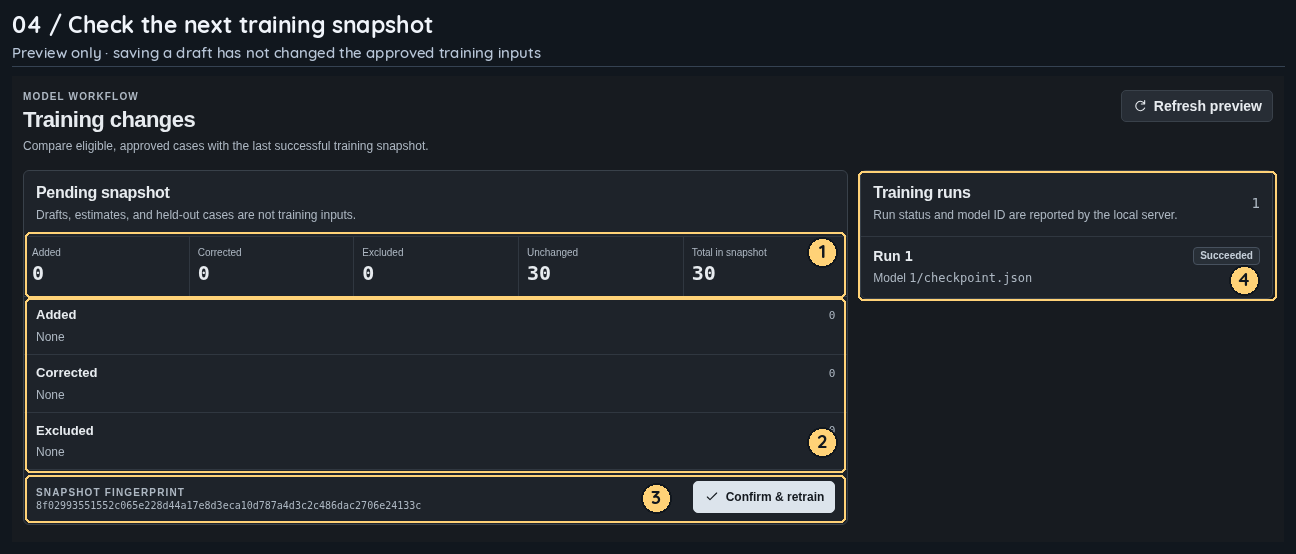 04 / Check the next training snapshot
Preview only · saving a draft has not changed the approved training inputs
MODEL WORKFLOW
Training changes
Compare eligible, approved cases with the last successful training snapshot.
Refresh preview
Pending snapshot
Drafts, estimates, and held-out cases are not training inputs.
Added
0
Corrected
0
Excluded
0
Unchanged
30
Total in snapshot
30
1
Added 0
None
Corrected 0
None
Excluded 0
None
2
SNAPSHOT FINGERPRINT
8f02993551552c065e228d44a17e8d3eca10d787a4d3c2c486dac2706e24133c
3
Confirm & retrain
Training runs
1
Run status and model ID are reported by the local server.
Run 1
Succeeded
Model 1/checkpoint.json
4